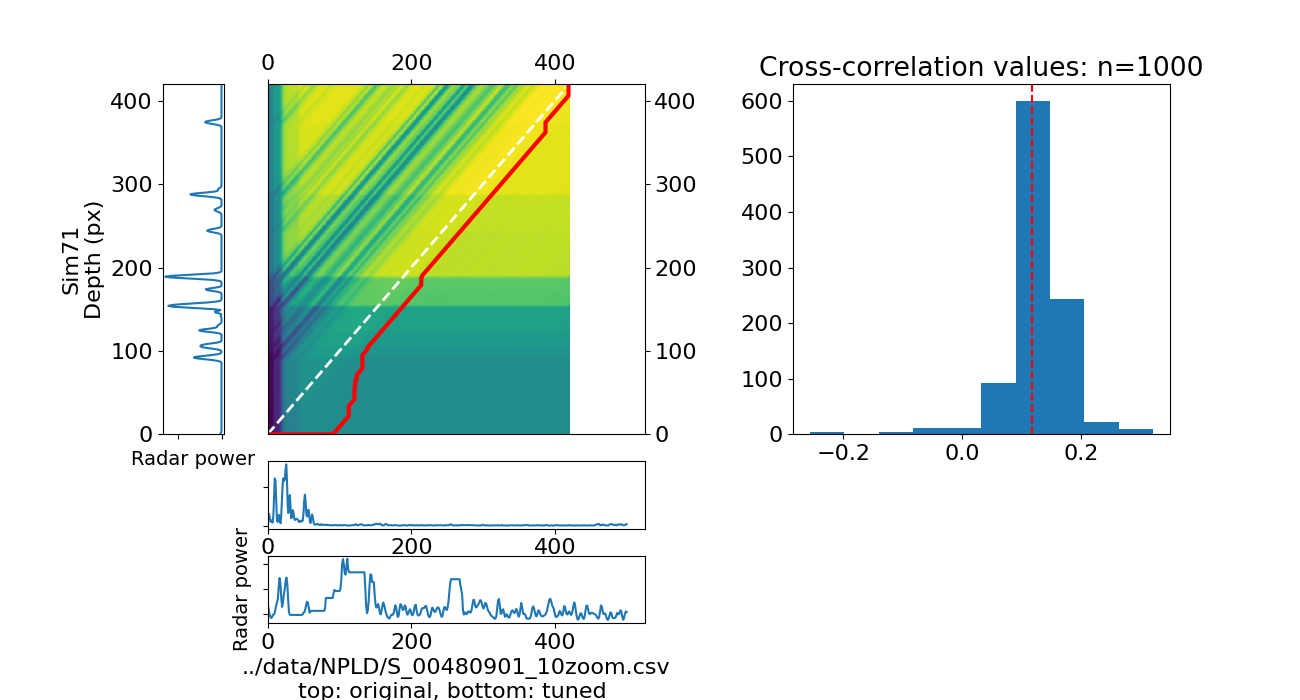 0 200 400
Cross-correlation values: n=1000
400
300
200
100
0
Sim71
Depth (px)
Radar power
400
300
200
100
0
600
500
400
300
200
100
0
−0.2 0.0 0.2
0 200 400
Radar power
0 200 400
../data/NPLD/S_00480901_10zoom.csv
top: original, bottom: tuned